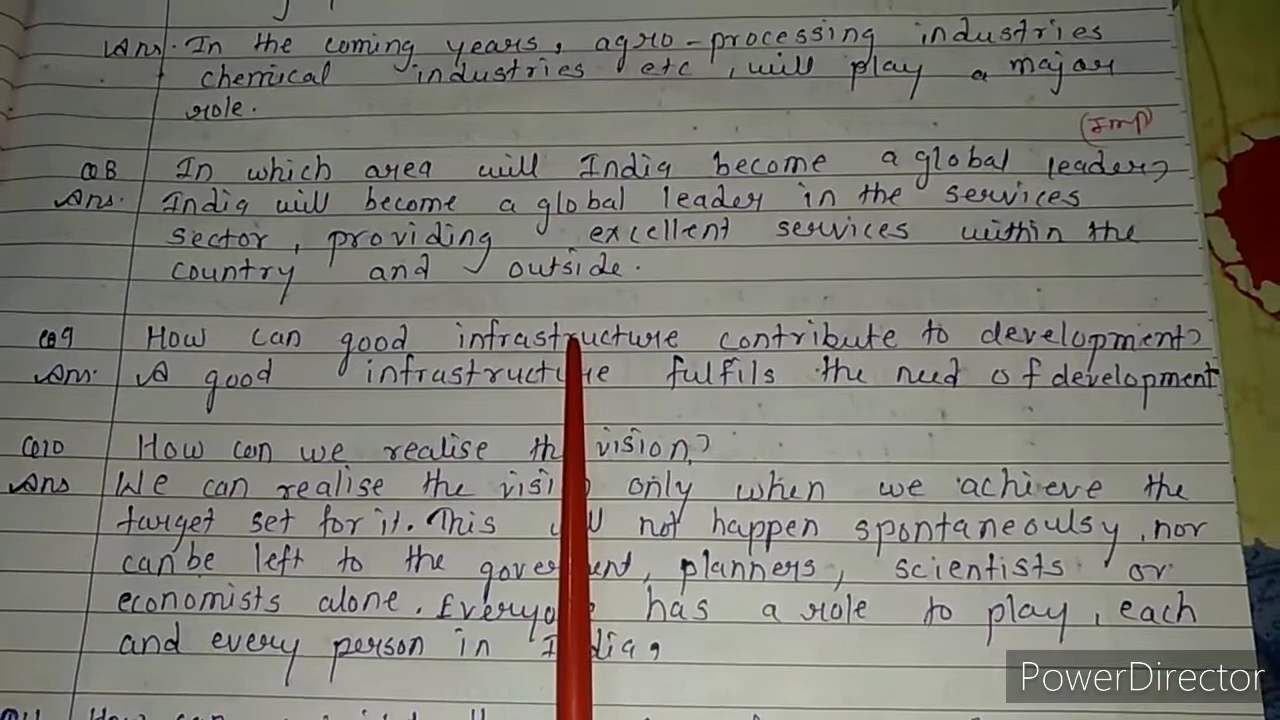 Ans. In the coming years, agro-processing industries
chemical industries etc, will play a major
role.
(Imp)
Q8 In which area will India become a global leader?
Ans. India will become a global leader in the services
sector, providing excellent services within the
country and outside.
Q9 How can good infrastructure contribute to development?
Ans. A good infrastructure fulfils the need of development
Q10 How can we realise the vision?
Ans We can realise the vision only when we achieve the
target set for it. This will not happen spontaneoulsy, nor
can be left to the government, planners, scientists or
economists alone. Everyone has a role to play, each
and every person in India,
PowerDirector